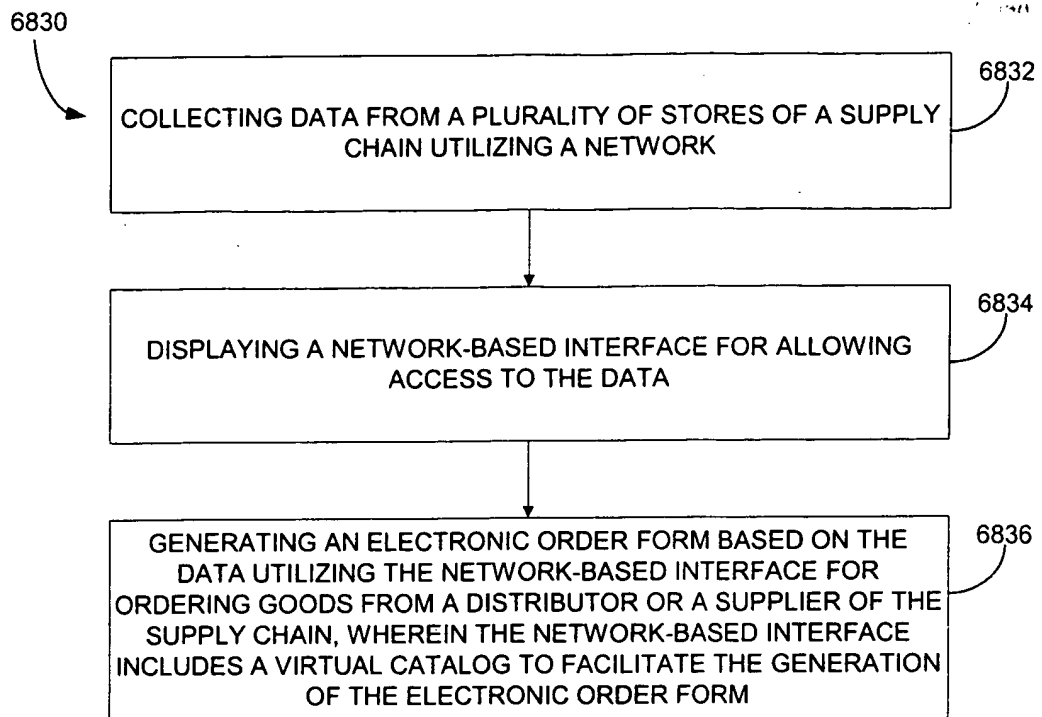 6830
6832
COLLECTING DATA FROM A PLURALITY OF STORES OF A SUPPLY
CHAIN UTILIZING A NETWORK
6834
DISPLAYING A NETWORK-BASED INTERFACE FOR ALLOWING
ACCESS TO THE DATA
6836
GENERATING AN ELECTRONIC ORDER FORM BASED ON THE
DATA UTILIZING THE NETWORK-BASED INTERFACE FOR
ORDERING GOODS FROM A DISTRIBUTOR OR A SUPPLIER OF THE
SUPPLY CHAIN, WHEREIN THE NETWORK-BASED INTERFACE
INCLUDES A VIRTUAL CATALOG TO FACILITATE THE GENERATION
OF THE ELECTRONIC ORDER FORM